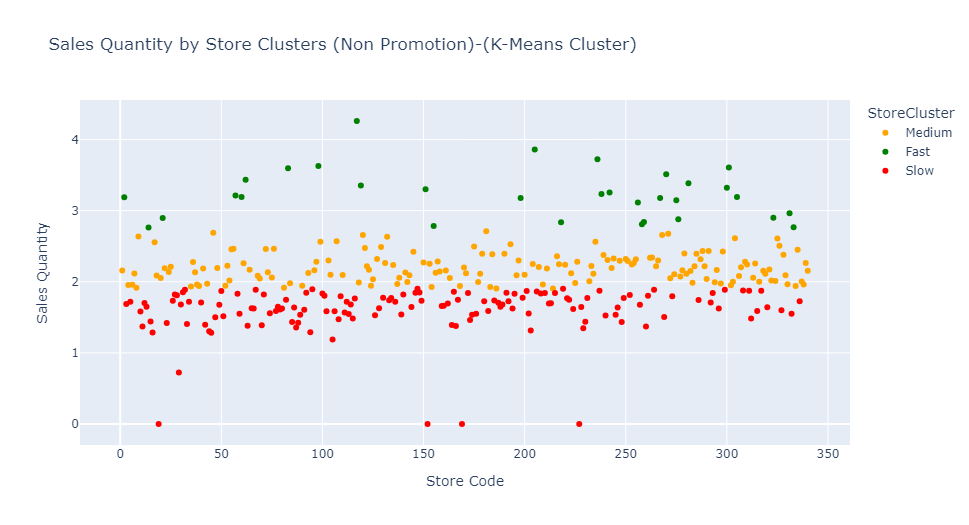 Sales Quantity by Store Clusters (Non Promotion)-(K-Means Cluster)
StoreCluster
Medium
Fast
Slow
4
3
2
1
0
Sales Quantity
0 50 100 150 200 250 300 350
Store Code